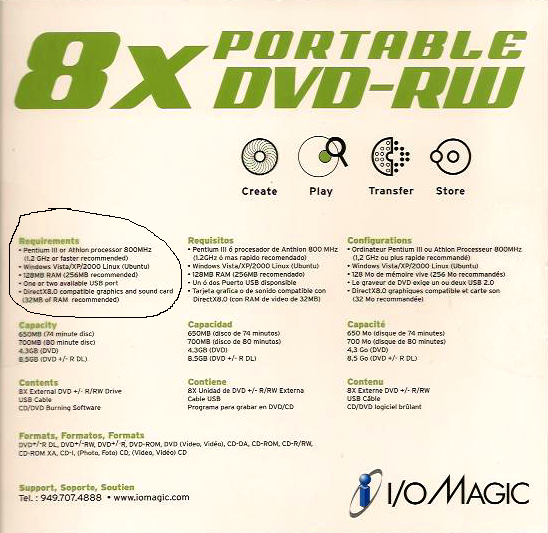 8x PORTABLE
DVD-RW
Create Play Transfer Store
Requirements
• Pentium III or Athlon processor 800MHz
(1,2 GHz or faster recommended)
• Windows Vista/XP/2000 Linux (Ubuntu)
• 128MB RAM (256MB recommended)
• One or two available USB port
• DirectX8.0 compatible graphics and sound card
(32MB of RAM recommended)
Requisitos
• Pentium III ó procesador de Anthlon 800 MHz
(1.2GHz ó mas rapido recomedado)
• Windows Vista/XP/2000 Linux (Ubuntu)
• 128MB RAM (256MB recomendado)
• Un ó dos Puerto USB disponible
• Tarjeta grafica o de sonido compatible con
DirectX8.0 (con RAM de video de 32MB)
Configurations
• Ordinateur Pentium III ou Athlon Processeur 800MHz
(1,2 GHz ou plus rapide recommandé)
• Windows Vista/XP/2000 Linux (Ubuntu)
• 128 Mo de mémoire vive (256 Mo recommandés)
• Le graveur de DVD exige un ou deux USB 2.0
• DirectX8.0 graphiques compatible et carte son
(32 Mo recommandée)
Capacity
650MB (74 minute disc)
700MB (80 minute disc)
4.3GB (DVD)
8.5GB (DVD +/- R DL)
Capacidad
650MB (disco de 74 minutos)
700MB (disco de 80 minutos)
4.3GB (DVD)
8.5GB (DVD +/- R DL)
Capacité
650 Mo (disque de 74 minutes)
700 Mo (disque de 80 minutes)
4,3 Go (DVD)
8,5 Go (DVD +/- R DL)
Contents
8X External DVD +/- R/RW Drive
USB Cable
CD/DVD Burning Software
Contiene
8X Unidad de DVD +/- R/RW Externa
Cable USB
Programa para grabar en DVD/CD
Contenu
8X Externe DVD +/- R/RW
USB Câble
CD/DVD logiciel brûlant
Formats, Formatos, Formats
DVD+/-R DL, DVD+/-RW, DVD+/-R, DVD-ROM, DVD (Video, Vidéo), CD-DA, CD-ROM, CD-R/RW,
CD-ROM XA, CD-I, (Photo, Foto) CD, (Video, Vidéo) CD
Support, Soporte, Soutien
Tel. : 949.707.4888 • www.iomagic.com
I/OMAGIC